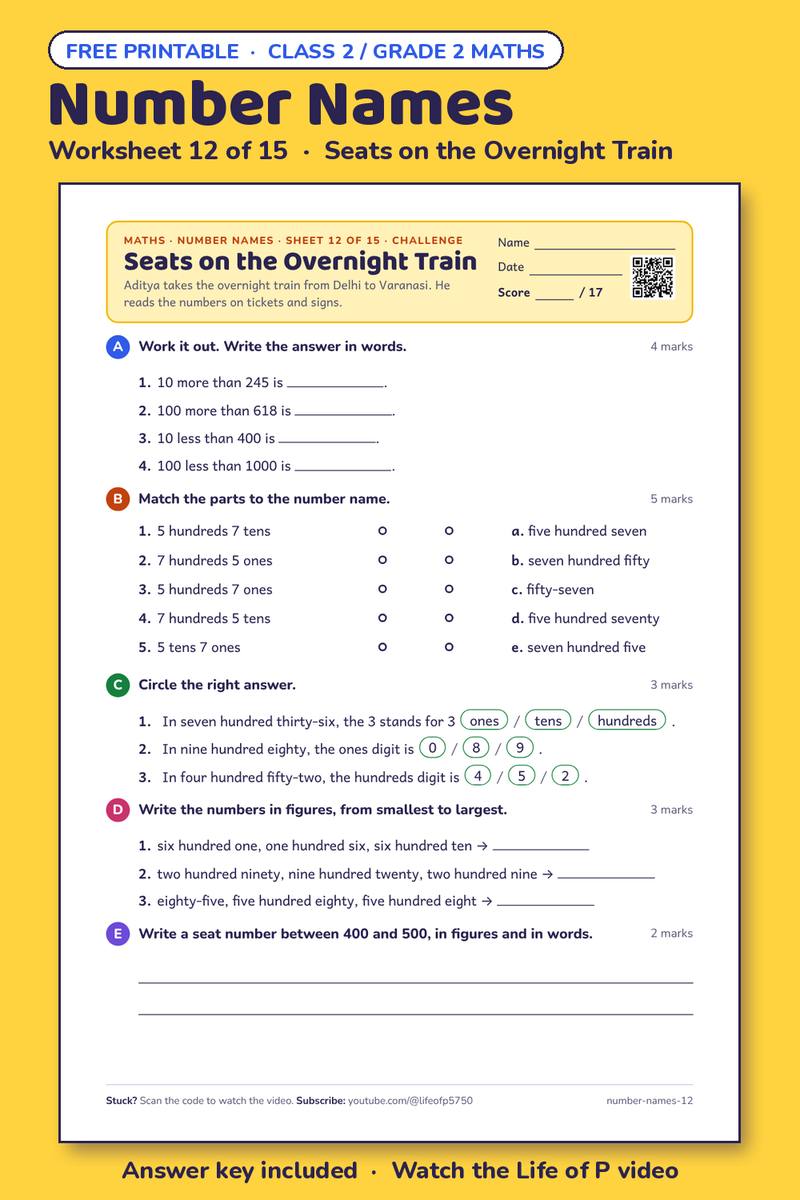 FREE PRINTABLE · CLASS 2 / GRADE 2 MATHS
Number Names
Worksheet 12 of 15 · Seats on the Overnight Train
MATHS · NUMBER NAMES · SHEET 12 OF 15 · CHALLENGE
Seats on the Overnight Train
Aditya takes the overnight train from Delhi to Varanasi. He
reads the numbers on tickets and signs.
Name ______
Date ______
Score ______ / 17
A Work it out. Write the answer in words. 4 marks
1. 10 more than 245 is ______.
2. 100 more than 618 is ______.
3. 10 less than 400 is ______.
4. 100 less than 1000 is ______.
B Match the parts to the number name. 5 marks
1. 5 hundreds 7 tens a. five hundred seven
2. 7 hundreds 5 ones b. seven hundred fifty
3. 5 hundreds 7 ones c. fifty-seven
4. 7 hundreds 5 tens d. five hundred seventy
5. 5 tens 7 ones e. seven hundred five
C Circle the right answer. 3 marks
1. In seven hundred thirty-six, the 3 stands for 3 ones / tens / hundreds .
2. In nine hundred eighty, the ones digit is 0 / 8 / 9 .
3. In four hundred fifty-two, the hundreds digit is 4 / 5 / 2 .
D Write the numbers in figures, from smallest to largest. 3 marks
1. six hundred one, one hundred six, six hundred ten → ______
2. two hundred ninety, nine hundred twenty, two hundred nine → ______
3. eighty-five, five hundred eighty, five hundred eight → ______
E Write a seat number between 400 and 500, in figures and in words. 2 marks
Stuck? Scan the code to watch the video. Subscribe: youtube.com/@lifeofp5750 number-names-12
Answer key included · Watch the Life of P video